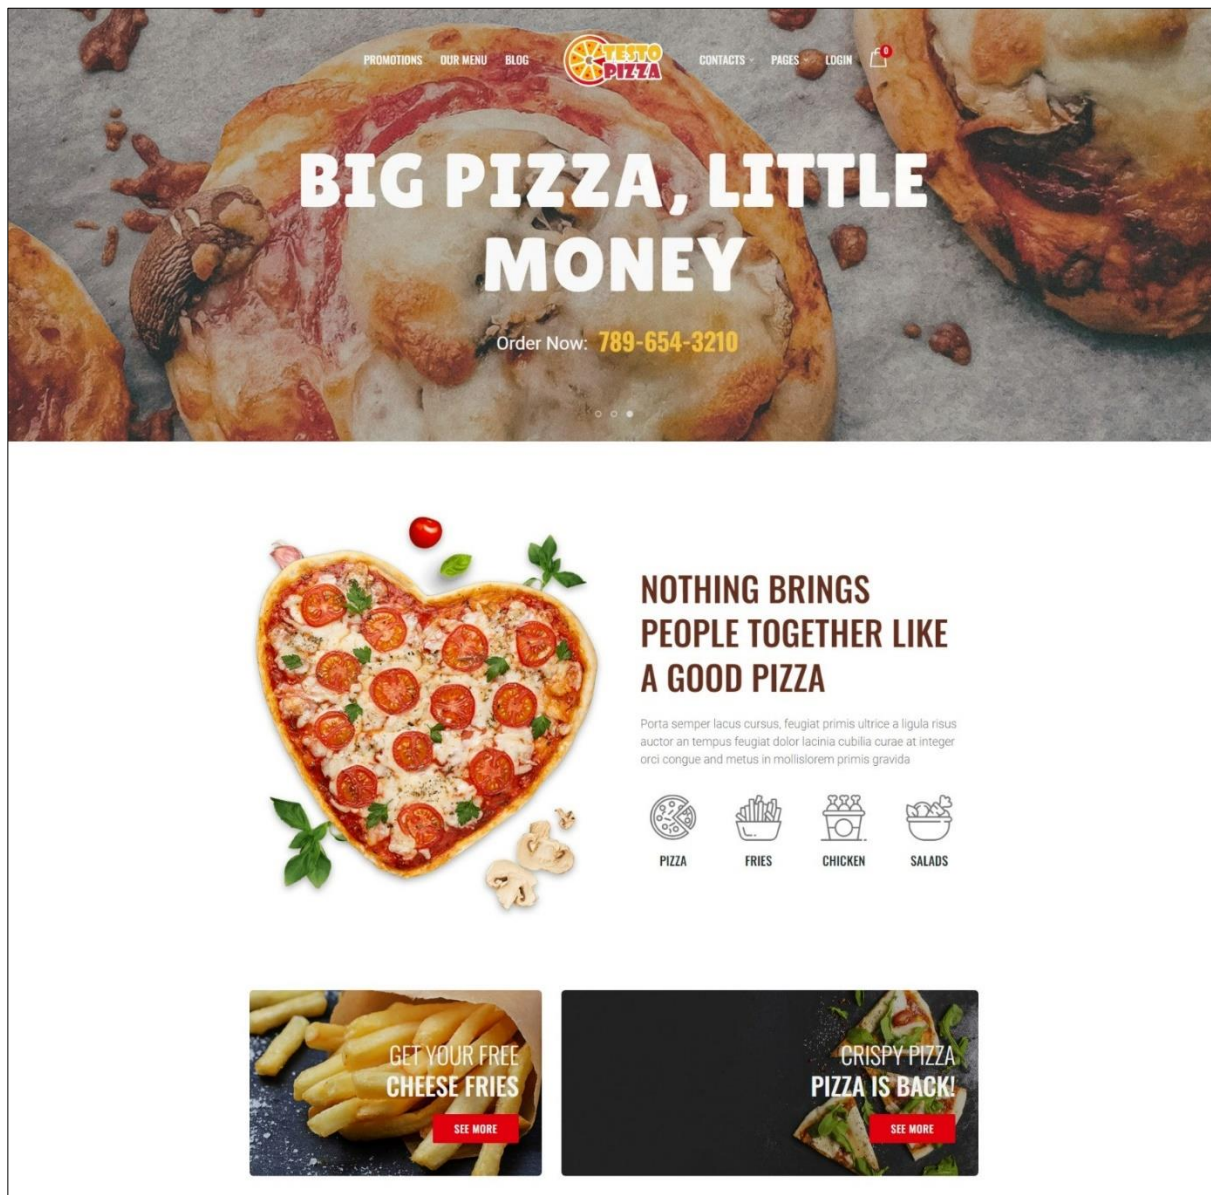 PROMOTIONS OUR MENU BLOG TESTO PIZZA CONTACTS PAGES LOGIN 0
BIG PIZZA, LITTLE
MONEY
Order Now: 789-654-3210
NOTHING BRINGS
PEOPLE TOGETHER LIKE
A GOOD PIZZA
Porta semper lacus cursus, feugiat primis ultrice a ligula risus
auctor an tempus feugiat dolor lacinia cubilia curae at integer
orci congue and metus in mollislorem primis gravida
PIZZA FRIES CHICKEN SALADS
GET YOUR FREE
CHEESE FRIES
SEE MORE
CRISPY PIZZA
PIZZA IS BACK!
SEE MORE